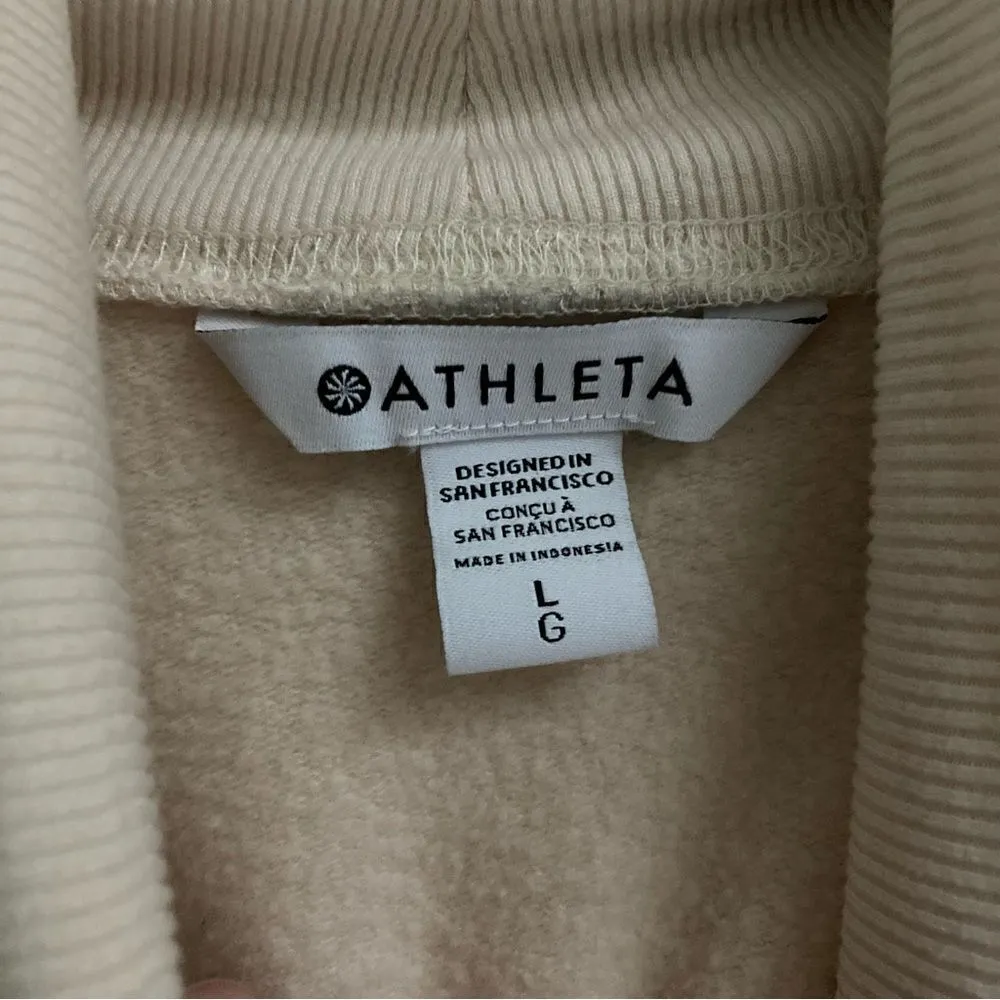 ATHLETA
DESIGNED IN
SAN FRANCISCO
CONÇU À
SAN FRANCISCO
MADE IN INDONESIA
L
G